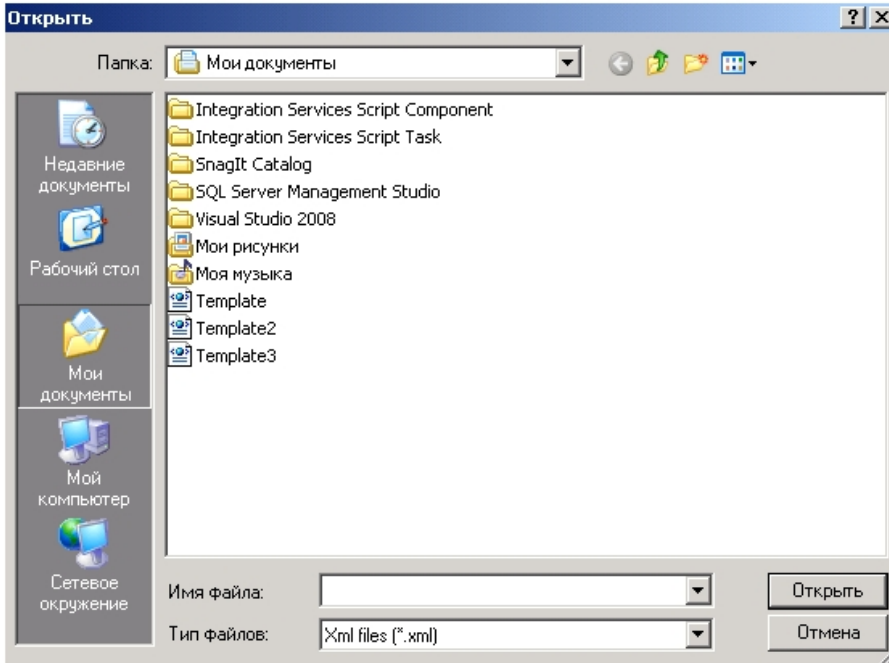 Открыть
Папка: Мои документы
Недавние
документы
Рабочий стол
Мои
документы
Мой
компьютер
Сетевое
окружение
Integration Services Script Component
Integration Services Script Task
SnagIt Catalog
SQL Server Management Studio
Visual Studio 2008
Мои рисунки
Моя музыка
Template
Template2
Template3
Имя файла: Открыть
Тип файлов: Xml files (*.xml) Отмена